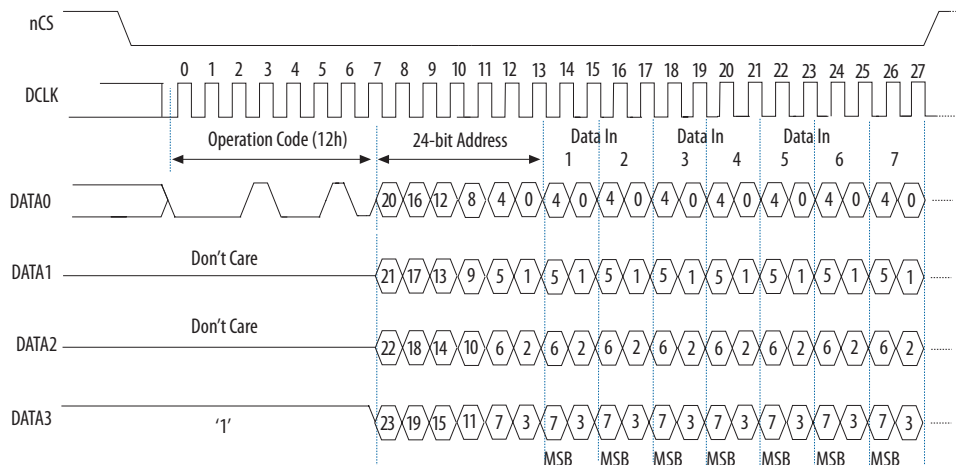 nCS
0 1 2 3 4 5 6 7 8 9 10 11 12 13 14 15 16 17 18 19 20 21 22 23 24 25 26 27
DCLK
Operation Code (12h) 24-bit Address Data In Data In Data In
1 2 3 4 5 6 7
DATA0 20 16 12 8 4 0 4 0 4 0 4 0 4 0 4 0 4 0 4 0
Don't Care
DATA1 21 17 13 9 5 1 5 1 5 1 5 1 5 1 5 1 5 1 5 1
Don't Care
DATA2 22 18 14 10 6 2 6 2 6 2 6 2 6 2 6 2 6 2 6 2
DATA3 '1' 23 19 15 11 7 3 7 3 7 3 7 3 7 3 7 3 7 3 7 3
MSB MSB MSB MSB MSB MSB MSB